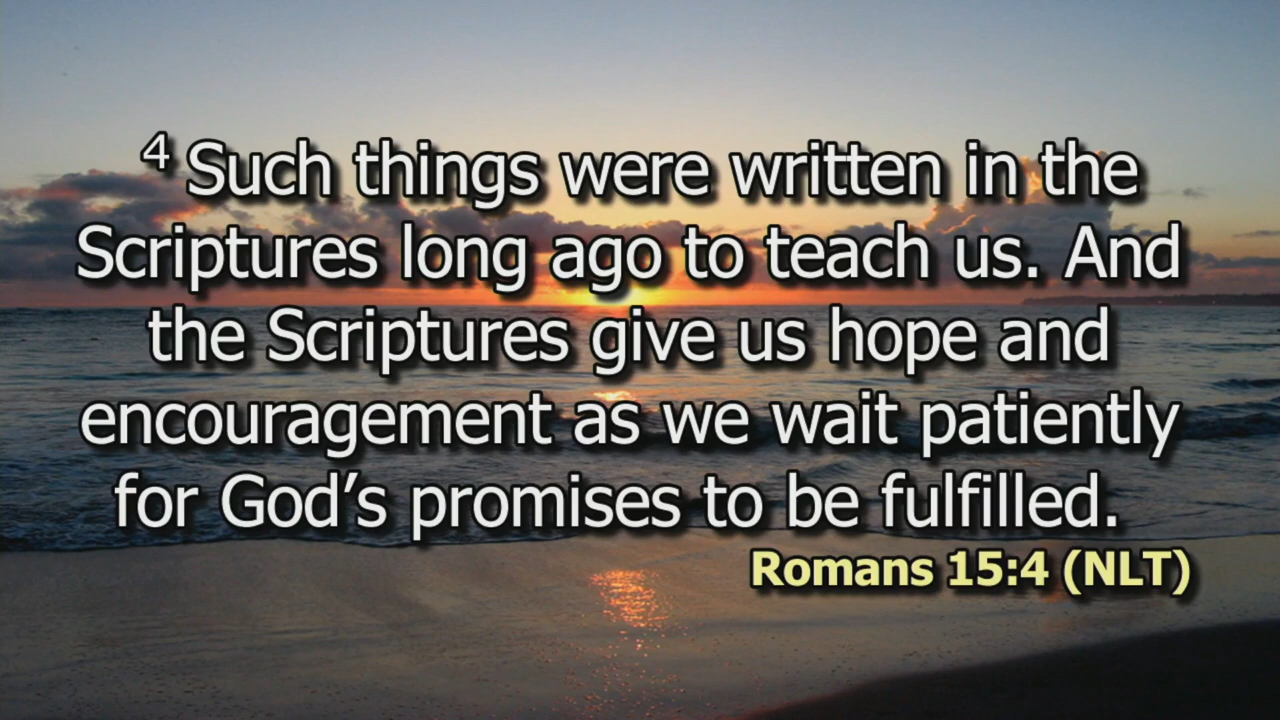 4 Such things were written in the
Scriptures long ago to teach us. And
the Scriptures give us hope and
encouragement as we wait patiently
for God’s promises to be fulfilled.
Romans 15:4 (NLT)